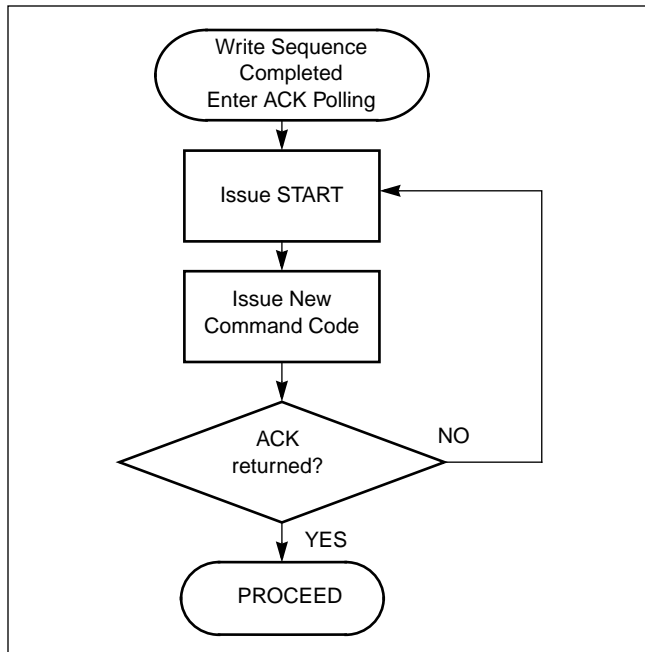 Write Sequence
Completed
Enter ACK Polling
Issue START
Issue New
Command Code
ACK
returned?
NO
YES
PROCEED